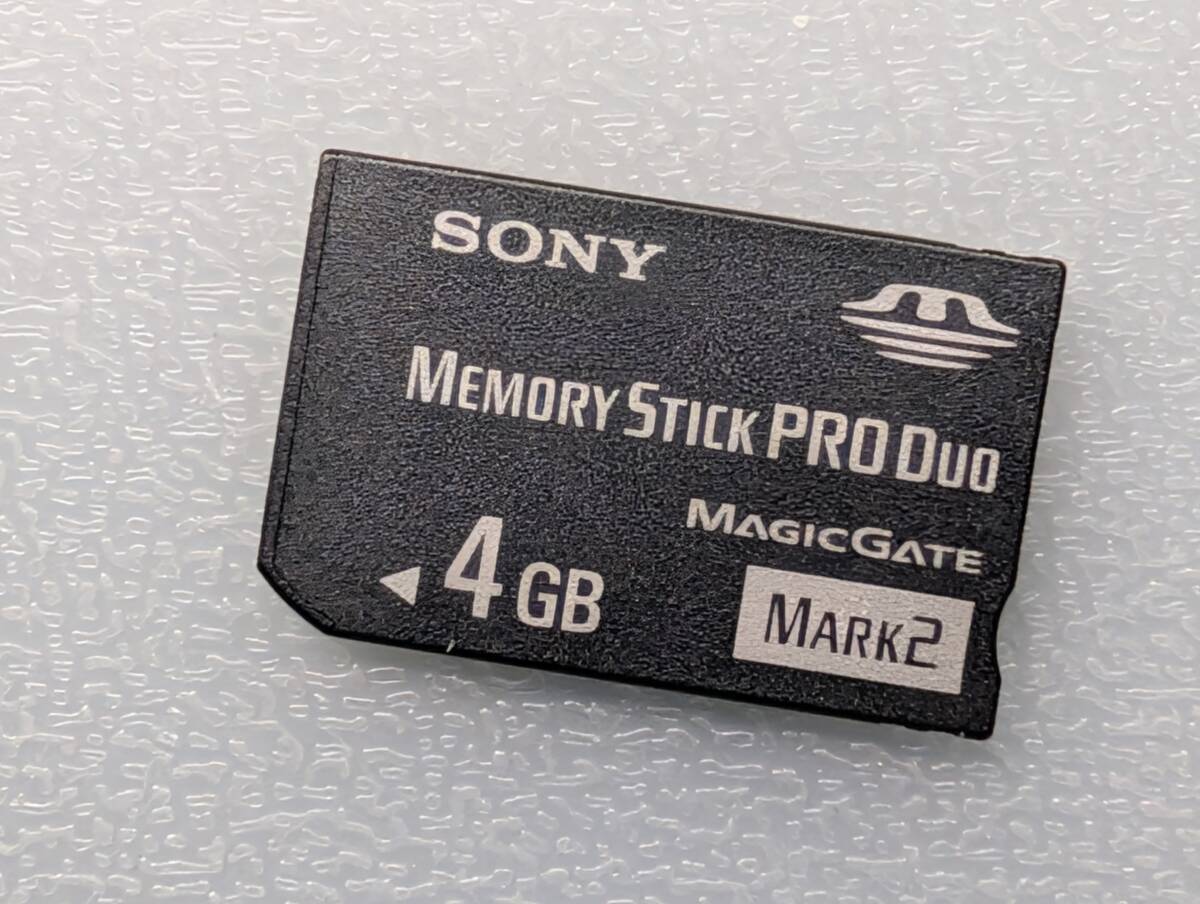 SONY
MEMORY STICK PRO DUO
MAGICGATE
4 GB
MARK2